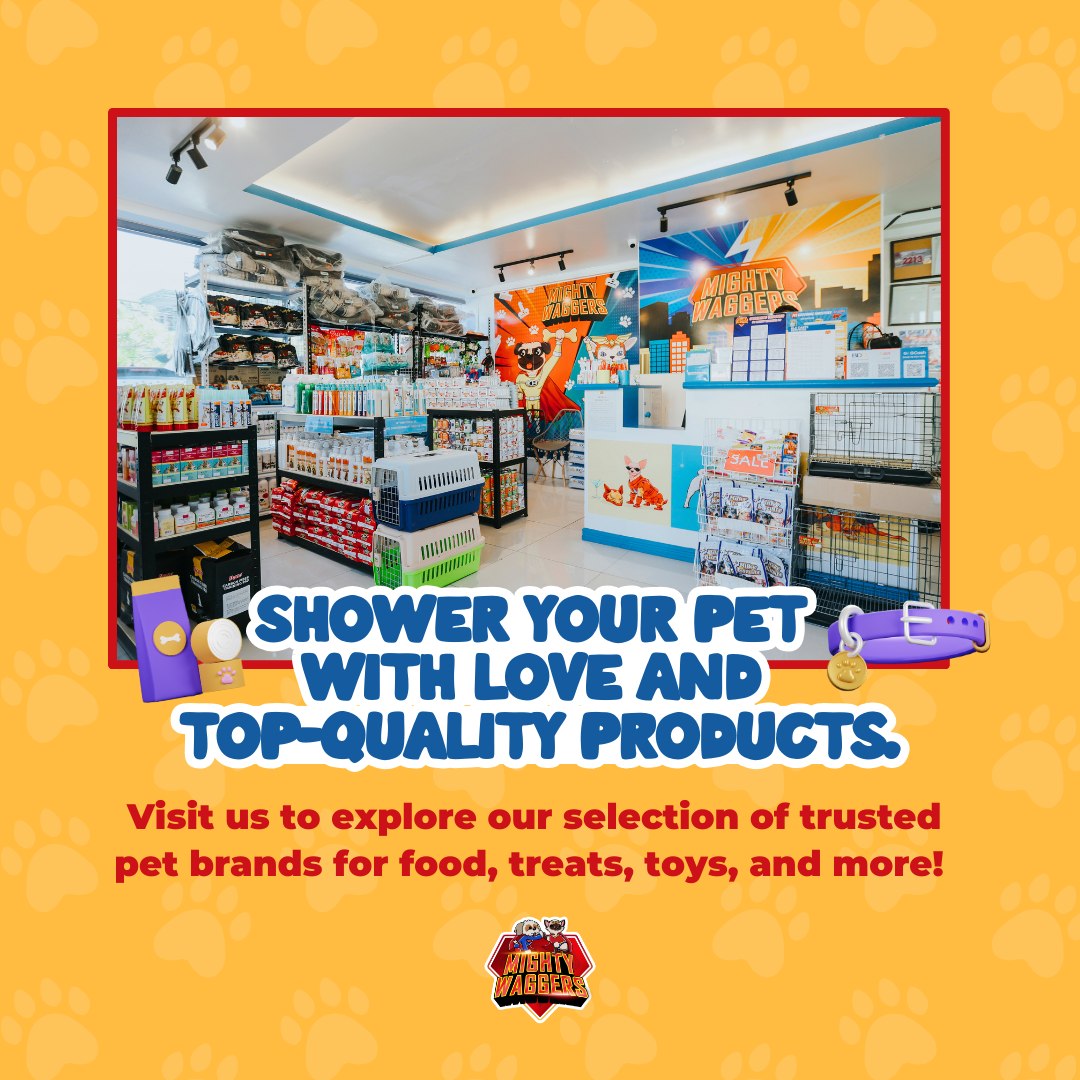 MIGHTY
WAGGERS
MIGHTY
WAGGERS
2213
SALE
SHOWER YOUR PET
WITH LOVE AND
TOP-QUALITY PRODUCTS.
Visit us to explore our selection of trusted
pet brands for food, treats, toys, and more!
MIGHTY
WAGGERS